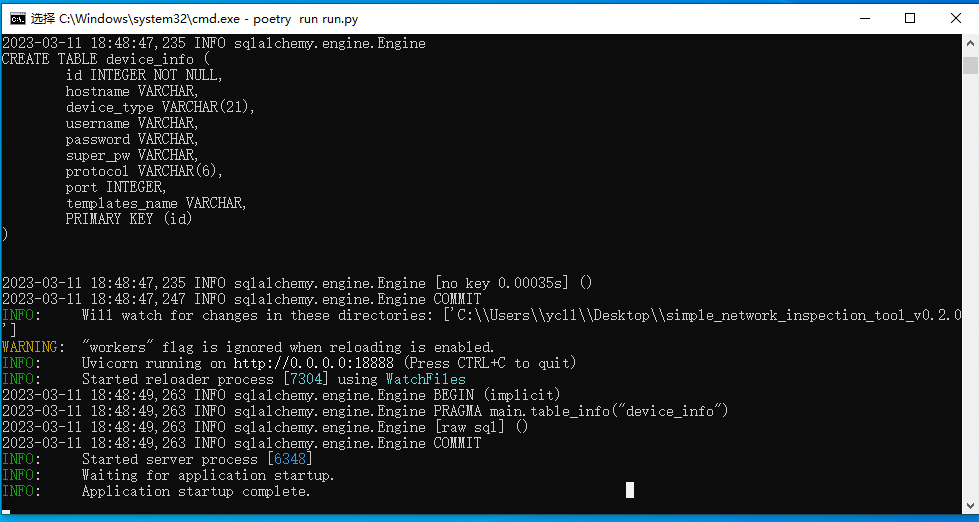 选择 C:\Windows\system32\cmd.exe - poetry  run run.py
2023-03-11 18:48:47,235 INFO sqlalchemy.engine.Engine
CREATE TABLE device_info (
        id INTEGER NOT NULL,
        hostname VARCHAR,
        device_type VARCHAR(21),
        username VARCHAR,
        password VARCHAR,
        super_pw VARCHAR,
        protocol VARCHAR(6),
        port INTEGER,
        templates_name VARCHAR,
        PRIMARY KEY (id)
)
2023-03-11 18:48:47,235 INFO sqlalchemy.engine.Engine [no key 0.00035s] ()
2023-03-11 18:48:47,247 INFO sqlalchemy.engine.Engine COMMIT
INFO:     Will watch for changes in these directories: ['C:\\Users\\ycll\\Desktop\\simple_network_inspection_tool_v0.2.0
']
WARNING:  "workers" flag is ignored when reloading is enabled.
INFO:     Uvicorn running on http://0.0.0.0:18888 (Press CTRL+C to quit)
INFO:     Started reloader process [7304] using WatchFiles
2023-03-11 18:48:49,263 INFO sqlalchemy.engine.Engine BEGIN (implicit)
2023-03-11 18:48:49,263 INFO sqlalchemy.engine.Engine PRAGMA main.table_info("device_info")
2023-03-11 18:48:49,263 INFO sqlalchemy.engine.Engine [raw sql] ()
2023-03-11 18:48:49,263 INFO sqlalchemy.engine.Engine COMMIT
INFO:     Started server process [6348]
INFO:     Waiting for application startup.
INFO:     Application startup complete.